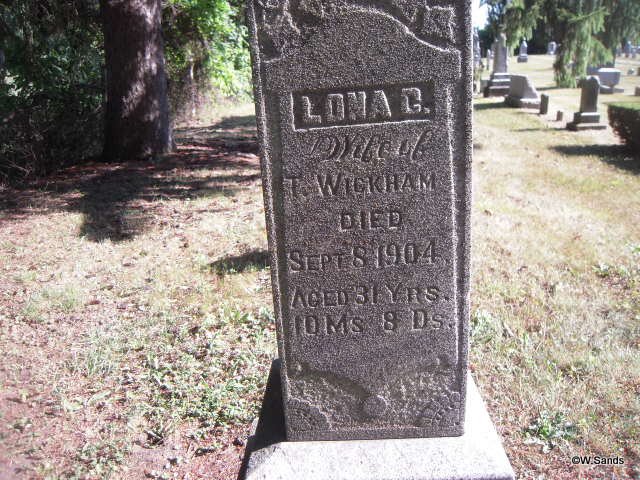 LONA C.
Wife of
T. WICKHAM
DIED
SEPT 8 1904,
AGED 31 YRS.
10 MS 8 DS.
©W.Sands